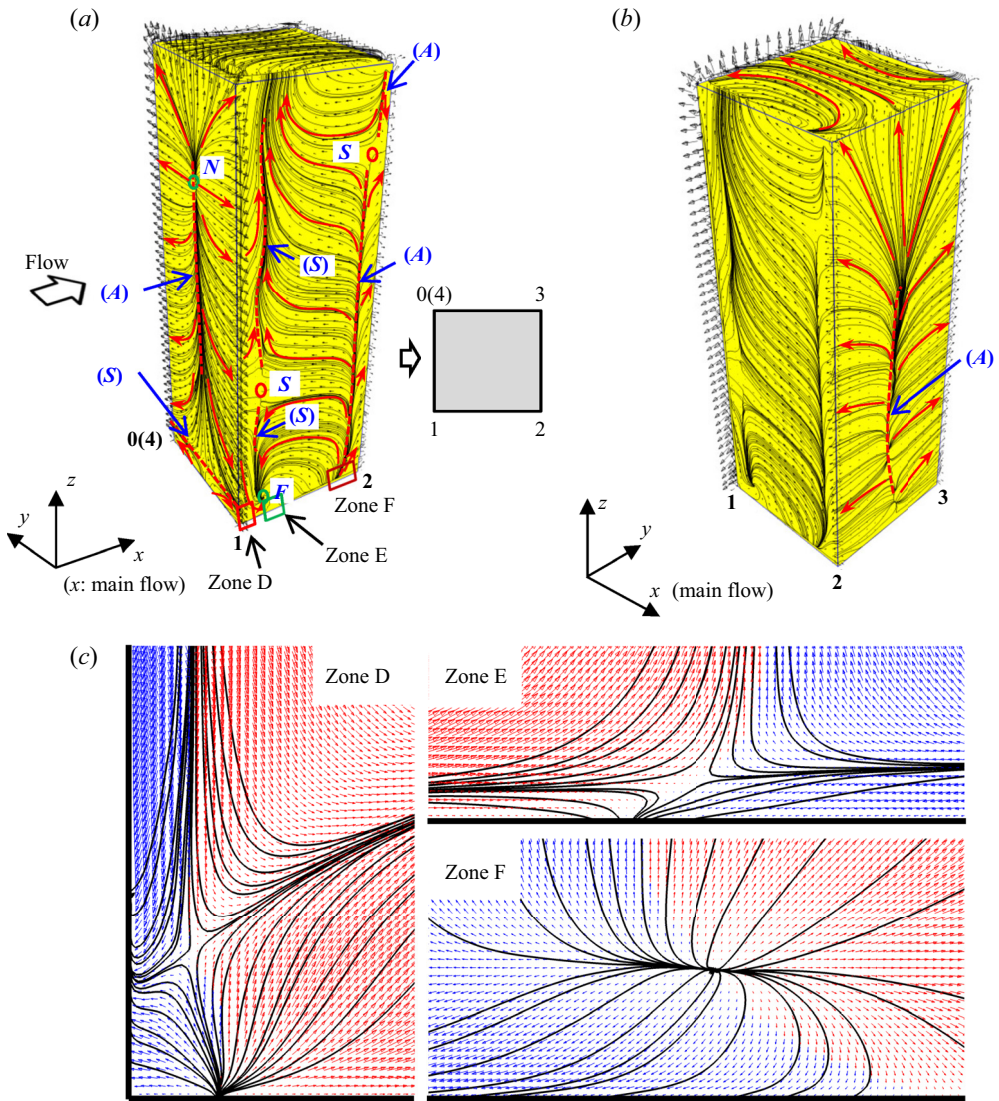 (a)
(b)
(A)
S
N
Flow
(S)
(A)
(A)
0(4)
3
(S)
S
(S)
(A)
0(4)
1
2
2
F
Zone F
1
3
z
Zone E
1
z
y
x
Zone D
y
(x: main flow)
2
x (main flow)
(c)
Zone D
Zone E
Zone F